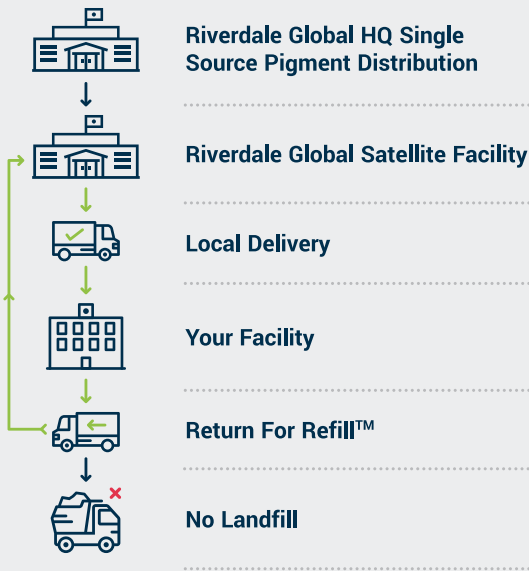 Riverdale Global HQ Single
Source Pigment Distribution
Riverdale Global Satellite Facility
Local Delivery
Your Facility
Return For Refill™
No Landfill